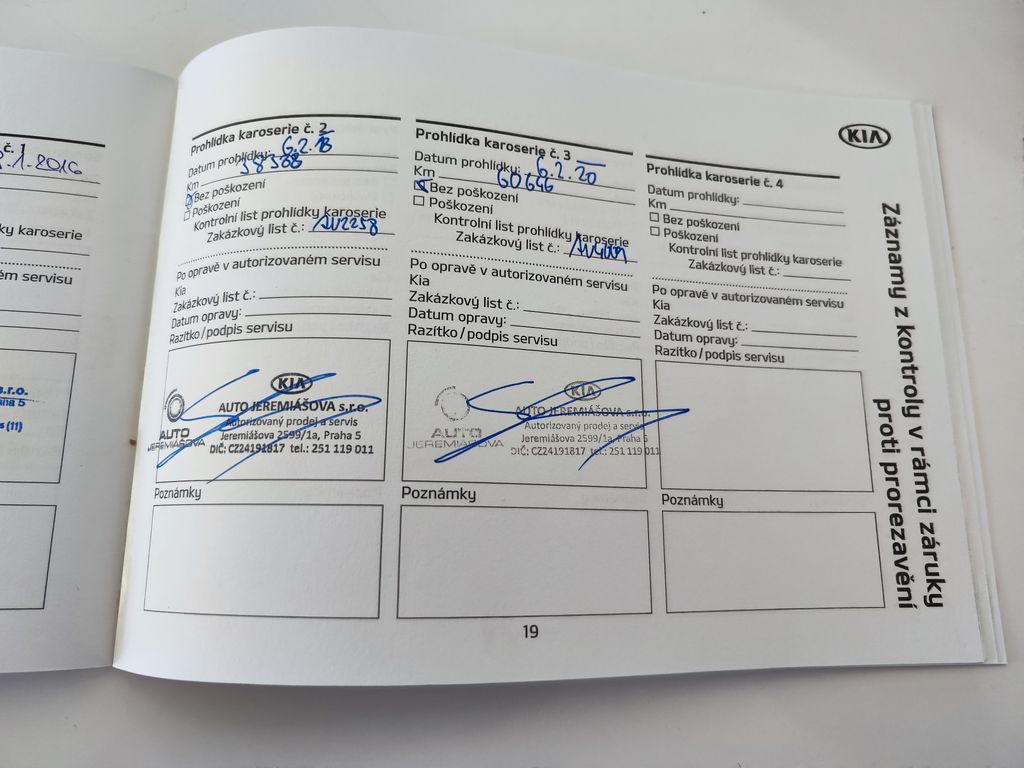 č. 1
.1.2016
ky karoserie
ém servisu
s.r.o.
aha 5
s (11)
Prohlídka karoserie č. 2
Datum prohlídky: 6.2.18
Km 38388
Bez poškození
Poškození
Kontrolní list prohlídky karoserie
Zakázkový list č.: AV2258
Po opravě v autorizovaném servisu
Kia
Zakázkový list č.:
Datum opravy:
Razítko/podpis servisu
KIA
AUTO JEREMIÁŠOVA s.r.o.
Autorizovaný prodej a servis
Jeremiášova 2599/1a, Praha 5
DIČ: CZ24191817 tel.: 251 119 011
AUTO
JEREMIÁŠOVA
Poznámky
Prohlídka karoserie č. 3
Datum prohlídky: 6.2.20
Km 60646
Bez poškození
Poškození
Kontrolní list prohlídky karoserie
Zakázkový list č.:
Po opravě v autorizovaném servisu
Kia
Zakázkový list č.:
Datum opravy:
Razítko/podpis servisu
KIA
AUTO JEREMIÁŠOVA s.r.o.
Autorizovaný prodej a servis
Jeremiášova 2599/1a, Praha 5
DIČ: CZ24191817 tel.: 251 119 011
AUTO
JEREMIÁŠOVA
Poznámky
Prohlídka karoserie č. 4
Datum prohlídky:
Km
Bez poškození
Poškození
Kontrolní list prohlídky karoserie
Zakázkový list č.:
Po opravě v autorizovaném servisu
Kia
Zakázkový list č.:
Datum opravy:
Razítko/podpis servisu
Poznámky
KIA
Záznamy z kontroly v rámci záruky
proti prorezavění
19